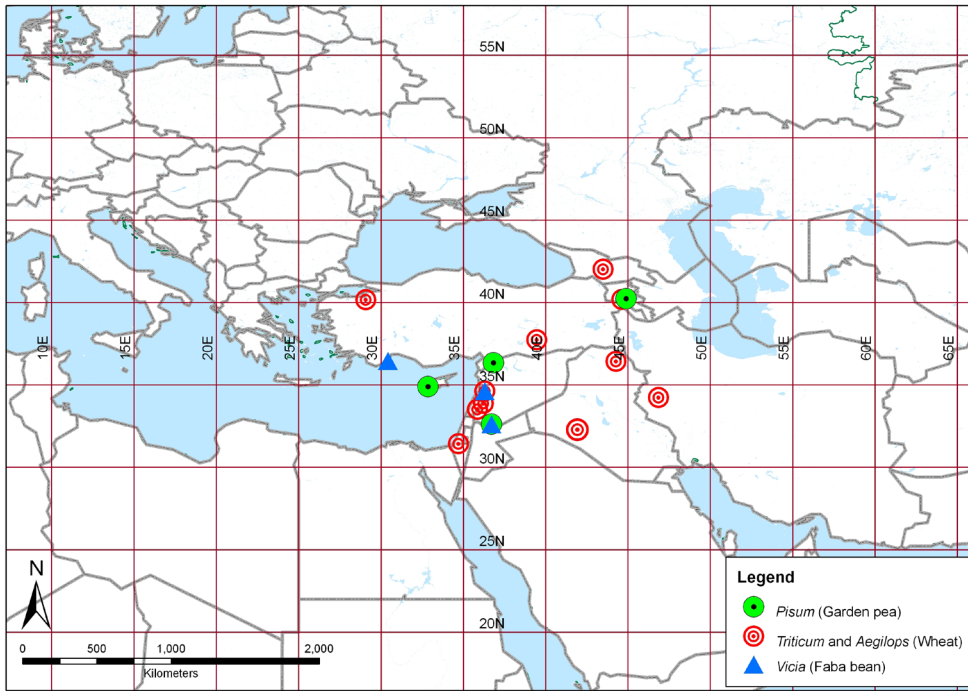 55N
50N
45N
40N
10E 15E 20E 25E 30E 35E 40E 45E 50E 55E 60E 65E
35N
30N
25N
20N
N
0 500 1,000 2,000
Kilometers
Legend
Pisum (Garden pea)
Triticum and Aegilops (Wheat)
Vicia (Faba bean)